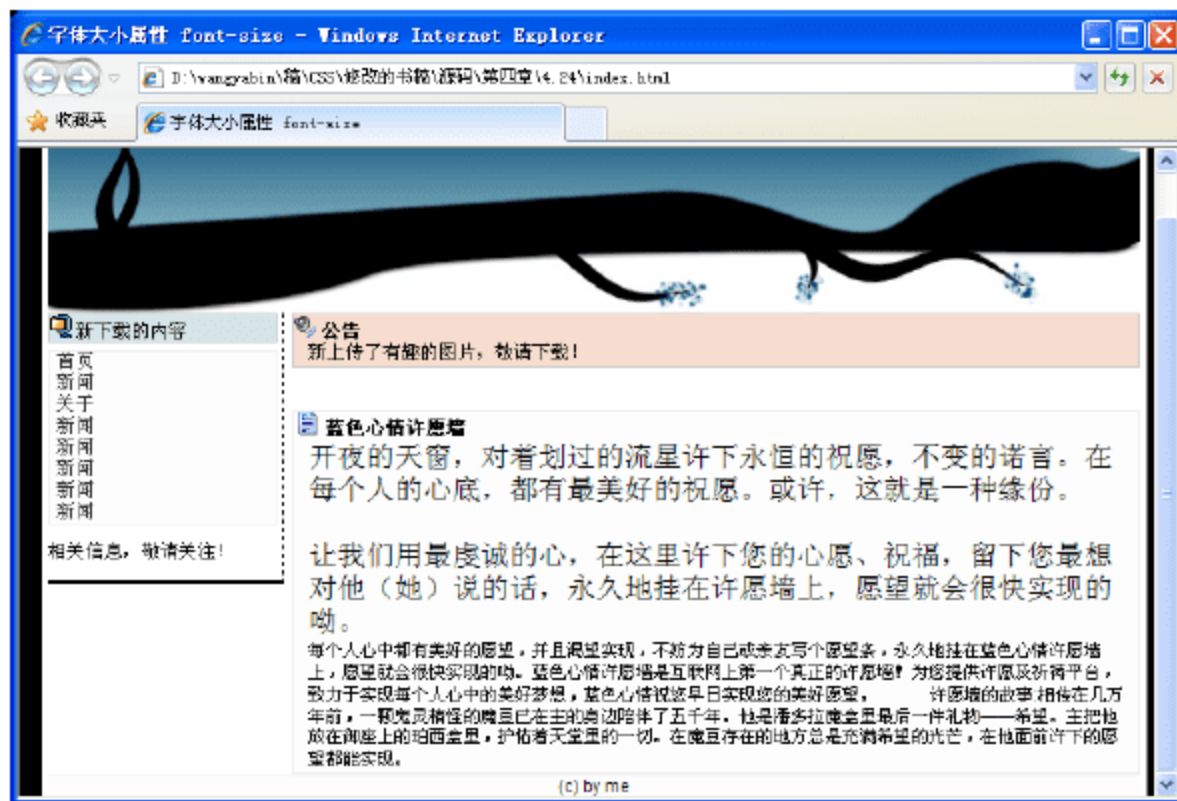 字体大小属性 font-size - Windows Internet Explorer
D:\wangyabin\稿\CSS\修改的书稿\源码\第四章\4.24\index.html
收藏夹
字体大小属性 font-size
新下载的内容
首页
新闻
关于
新闻
新闻
新闻
新闻
新闻
相关信息，敬请关注！
公告
新上传了有趣的图片，敬请下载！
蓝色心情许愿墙
开夜的天窗，对着划过的流星许下永恒的祝愿，不变的诺言。在
每个人的心底，都有最美好的祝愿。或许，这就是一种缘份。
让我们用最虔诚的心，在这里许下您的心愿、祝福，留下您最想
对他（她）说的话，永久地挂在许愿墙上，愿望就会很快实现的
呦。
每个人心中都有美好的愿望，并且渴望实现，不妨为自己或亲友写个愿望条，永久地挂在蓝色心情许愿墙
上，愿望就会很快实现的呦。蓝色心情许愿墙是互联网上第一个真正的许愿墙！为您提供许愿及祈祷平台，
致力于实现每个人心中的美好梦想，蓝色心情祝您早日实现您的美好愿望。 许愿墙的故事 相传在几万
年前，一颗鬼灵精怪的魔豆已在主的身边陪伴了五千年。他是潘多拉魔盒里最后一件礼物——希望。主把他
放在御座上的珀西盒里，护佑着天堂里的一切。在魔豆存在的地方总是充满希望的光芒，在他面前许下的愿
望都能实现。
(c) by me